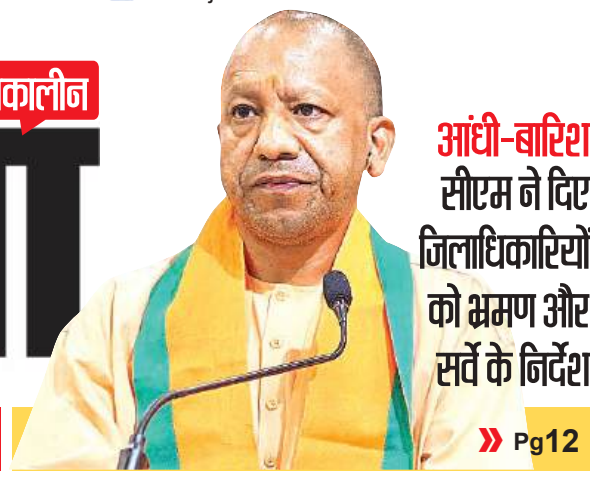 कालीन
आंधी-बारिश
सीएम ने दिए
जिलाधिकारियों
को भ्रमण और
सर्वे के निर्देश
Pg12